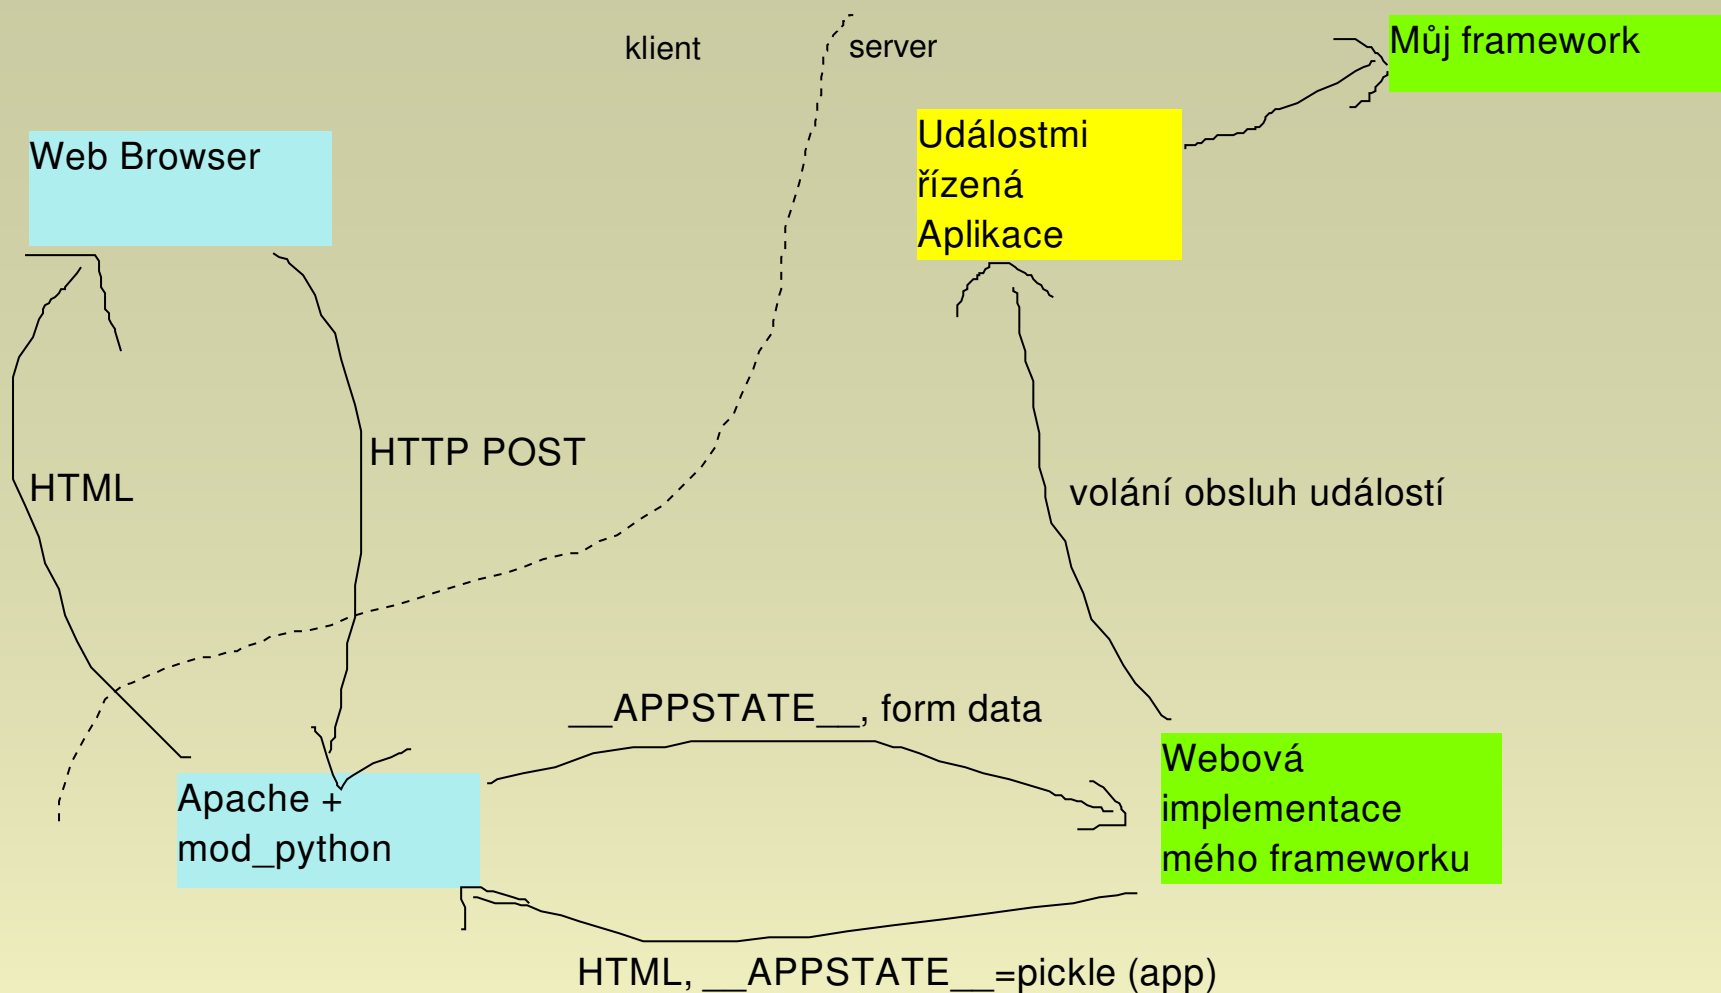 klient
server
Můj framework
Web Browser
Událostmi
řízená
Aplikace
HTTP POST
HTML
volání obsluh událostí
__APPSTATE__, form data
Apache +
mod_python
Webová
implementace
mého frameworku
HTML, __APPSTATE__=pickle (app)